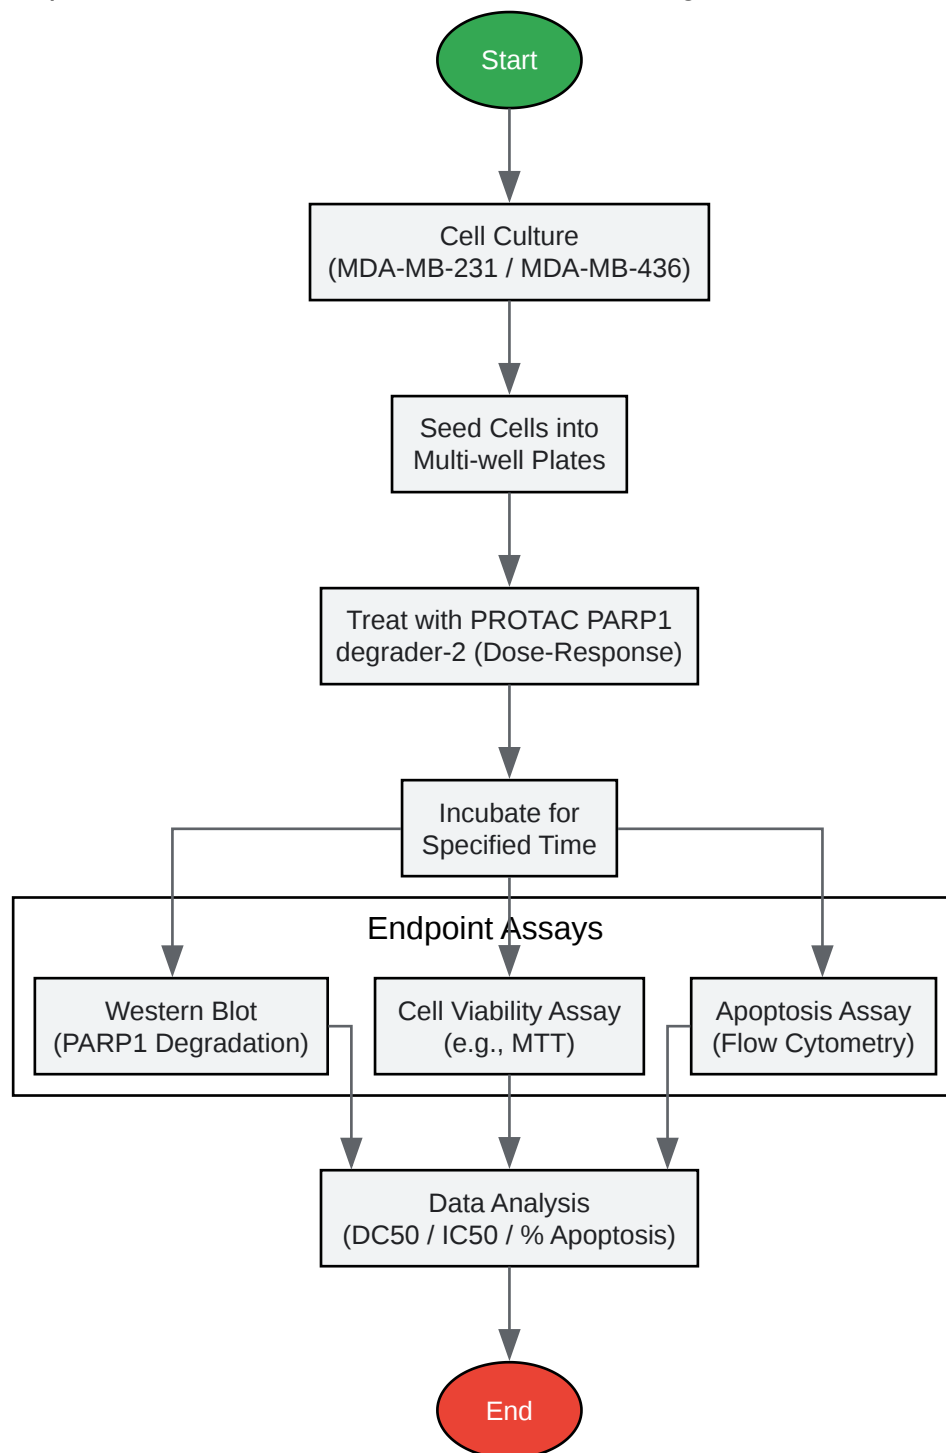 Start
Cell Culture
(MDA-MB-231 / MDA-MB-436)
Seed Cells into
Multi-well Plates
Treat with PROTAC PARP1
degrader-2 (Dose-Response)
Incubate for
Specified Time
Endpoint Assays
Western Blot
(PARP1 Degradation)
Cell Viability Assay
(e.g., MTT)
Apoptosis Assay
(Flow Cytometry)
Data Analysis
(DC50 / IC50 / % Apoptosis)
End